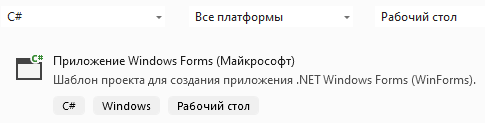 C# Все платформы Рабочий стол
C#
Приложение Windows Forms (Майкрософт)
Шаблон проекта для создания приложения .NET Windows Forms (WinForms).
C# Windows Рабочий стол